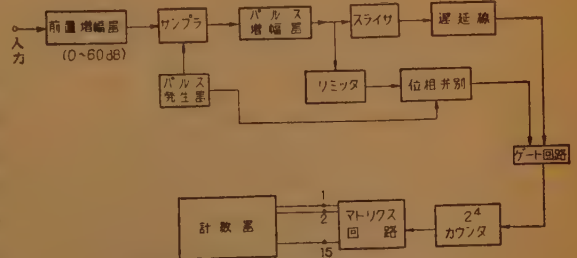 入力
前置増幅器
(0~60dB)
サンプラ
パルス
増幅器
スライサ
遅延線
パルス
発生器
リミッタ
位相弁別
ゲート回路
計数器
1
2
15
マトリクス
回路
2⁴
カウンタ